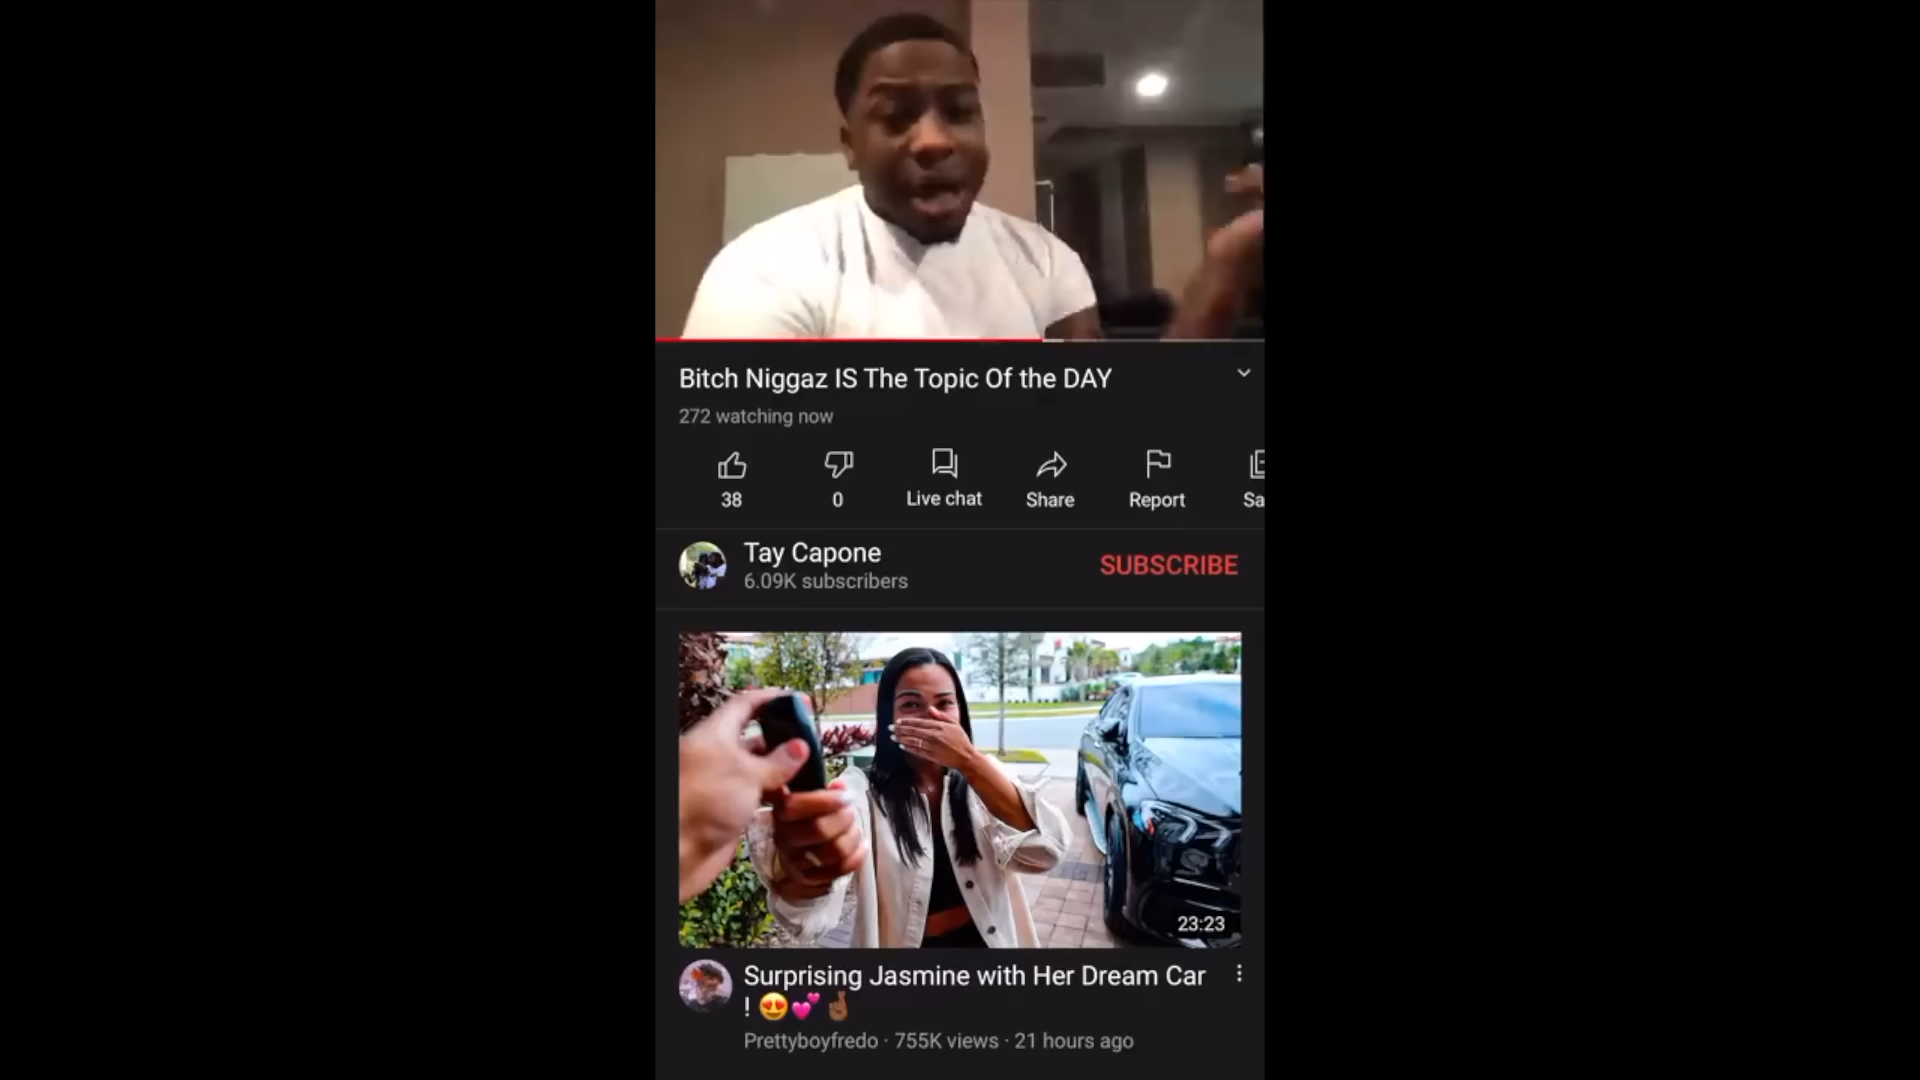 Bitch Niggaz IS The Topic Of the DAY
272 watching now
38
0
Live chat
Share
Report
Sa
Tay Capone
6.09K subscribers
SUBSCRIBE
23:23
Surprising Jasmine with Her Dream Car
! 😍💕🤞🏾
Prettyboyfredo · 755K views · 21 hours ago